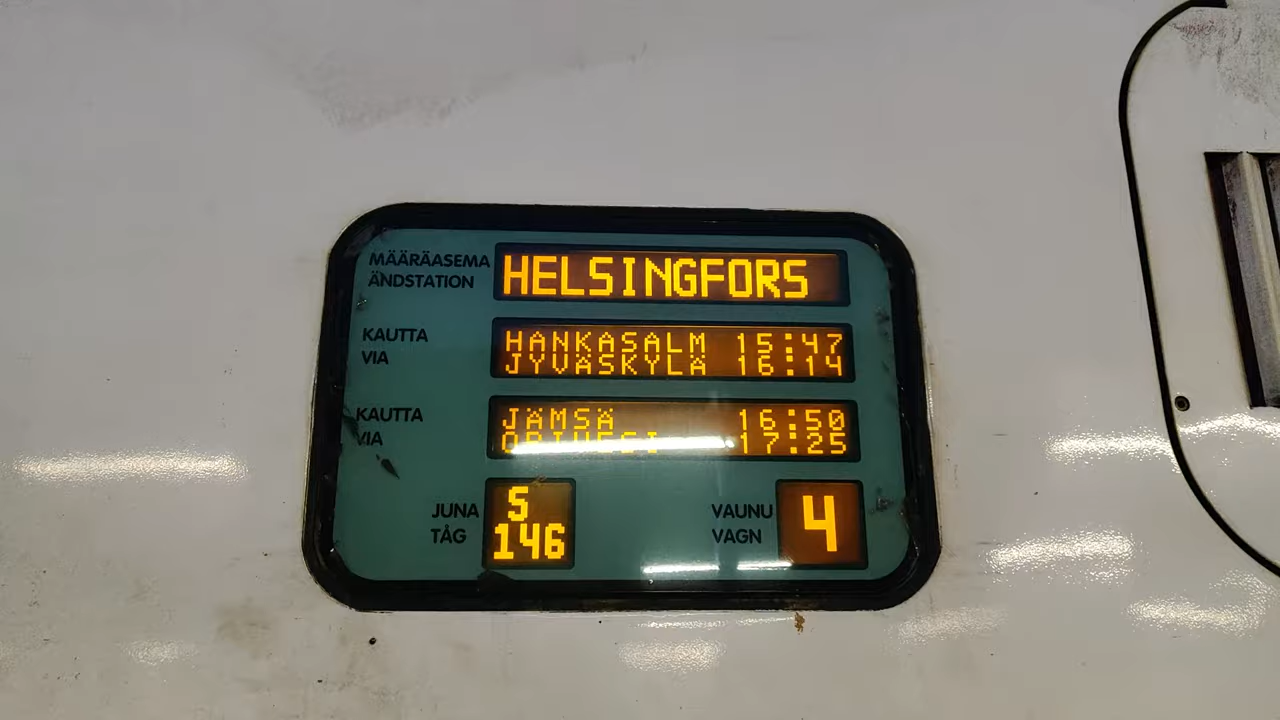 MÄÄRÄASEMA
ÄNDSTATION
HELSINGFORS
KAUTTA
VIA
HANKASALM 15:47
JYVÄSKYLÄ 16:14
KAUTTA
VIA
JÄMSÄ 16:50
ORIVESI 17:25
JUNA
TÅG
S
146
VAUNU
VAGN
4